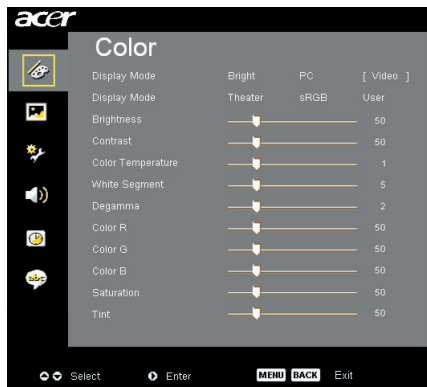 acer
Color
Display Mode Bright PC [ Video ]
Display Mode Theater sRGB User
Brightness 50
Contrast 50
Color Temperature 1
White Segment 5
Degamma 2
Color R 50
Color G 50
Color B 50
Saturation 50
Tint 50
abc
Select Enter MENU BACK Exit